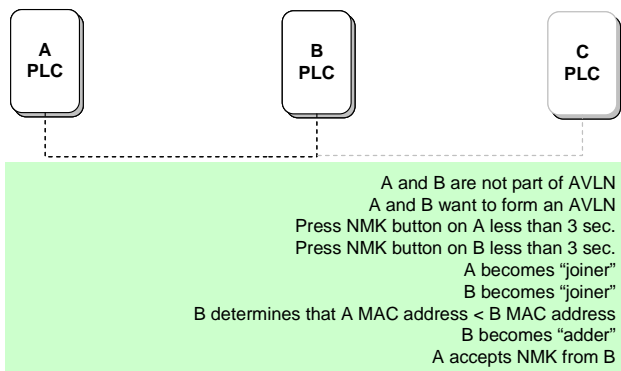 A
PLC
B
PLC
C
PLC
A and B are not part of AVLN
A and B want to form an AVLN
Press NMK button on A less than 3 sec.
Press NMK button on B less than 3 sec.
A becomes “joiner”
B becomes “joiner”
B determines that A MAC address < B MAC address
B becomes “adder”
A accepts NMK from B